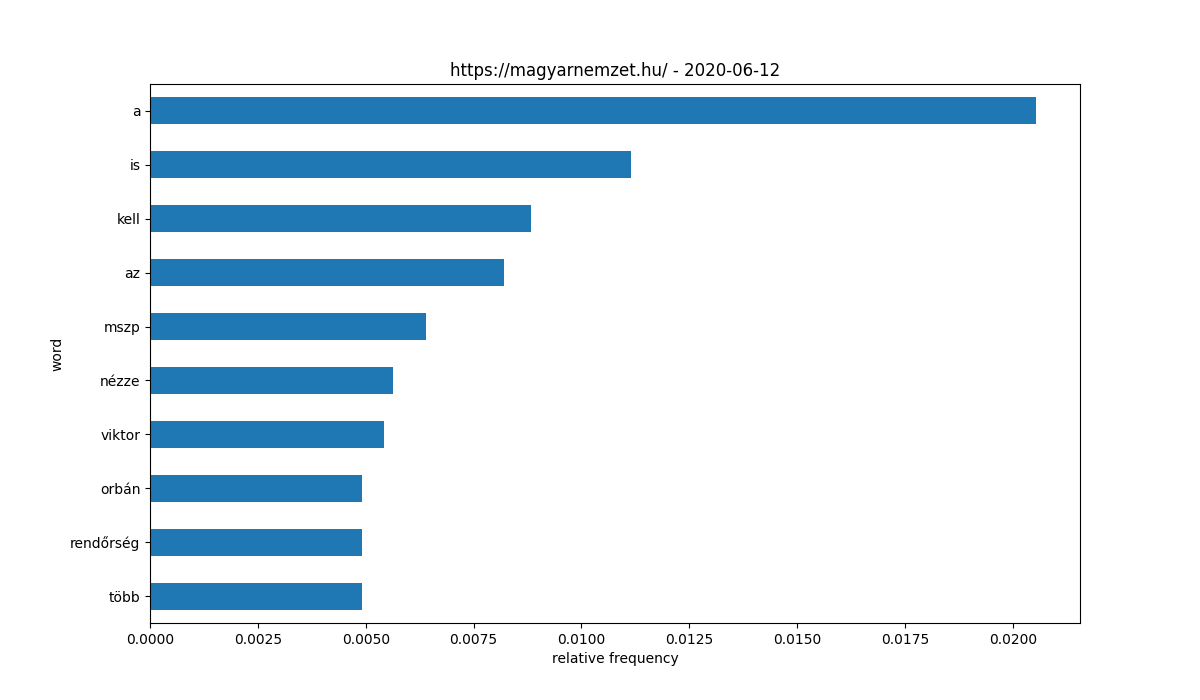 https://magyarnemzet.hu/ - 2020-06-12
a
is
kell
az
mszp
nézze
viktor
orbán
rendőrség
több
word
0.0000 0.0025 0.0050 0.0075 0.0100 0.0125 0.0150 0.0175 0.0200
relative frequency